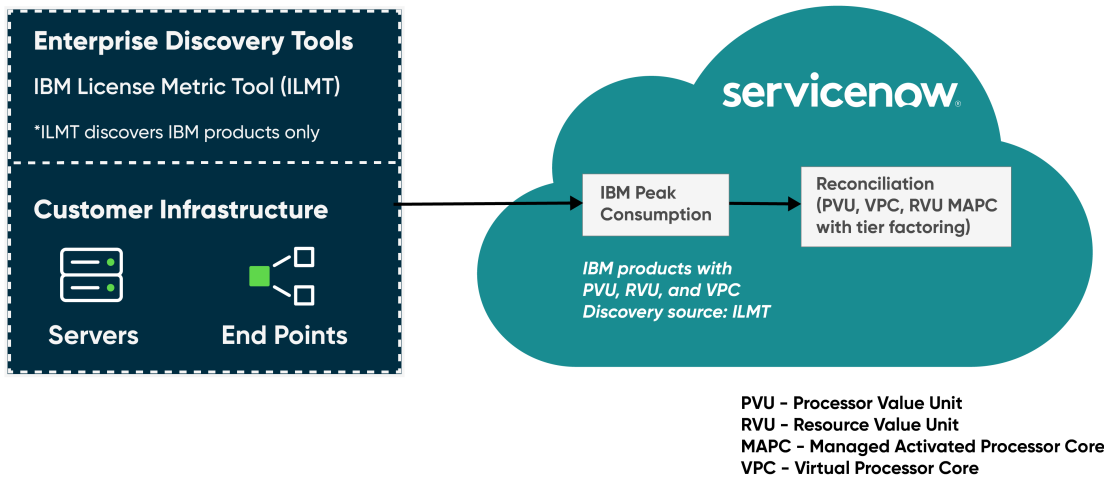 Enterprise Discovery Tools
IBM License Metric Tool (ILMT)
*ILMT discovers IBM products only
Customer Infrastructure
Servers
End Points
servicenow®
IBM Peak
Consumption
Reconciliation
(PVU, VPC, RVU MAPC
with tier factoring)
IBM products with
PVU, RVU, and VPC
Discovery source: ILMT
PVU - Processor Value Unit
RVU - Resource Value Unit
MAPC - Managed Activated Processor Core
VPC - Virtual Processor Core